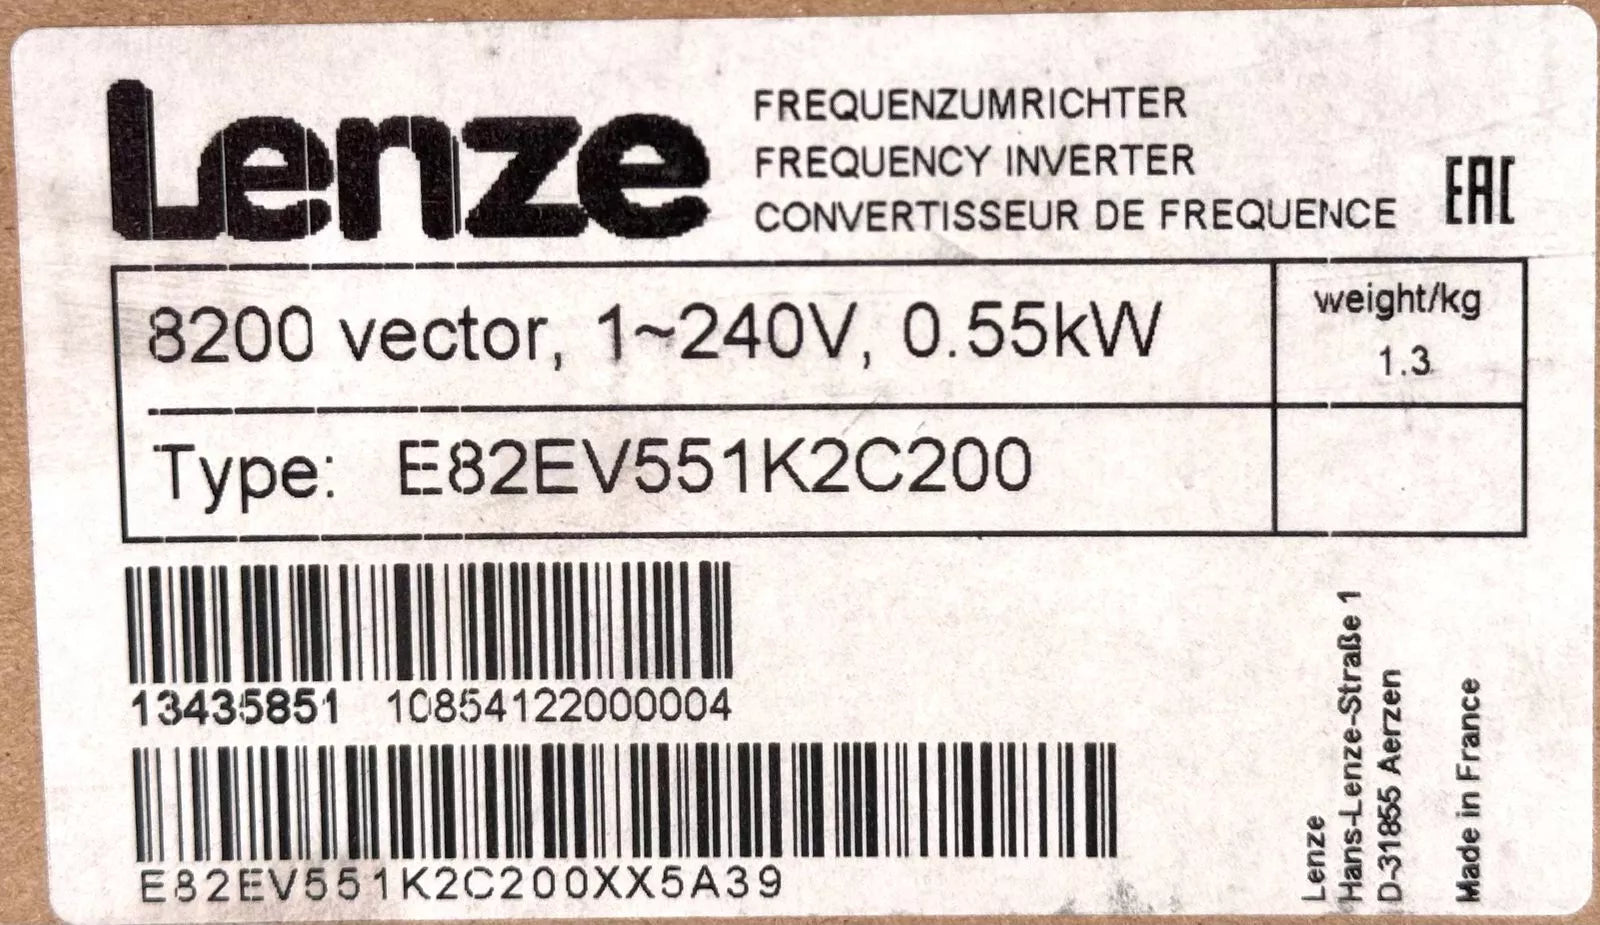 Lenze
FREQUENZUMRICHTER
FREQUENCY INVERTER
CONVERTISSEUR DE FREQUENCE
EAC
8200 vector, 1~240V, 0.55kW
weight/kg
1.3
Type: E82EV551K2C200
13435851 10854122000004
E82EV551K2C200XX5A39
Lenze
Hans-Lenze-Straße 1
D-31855 Aerzen
Made in France